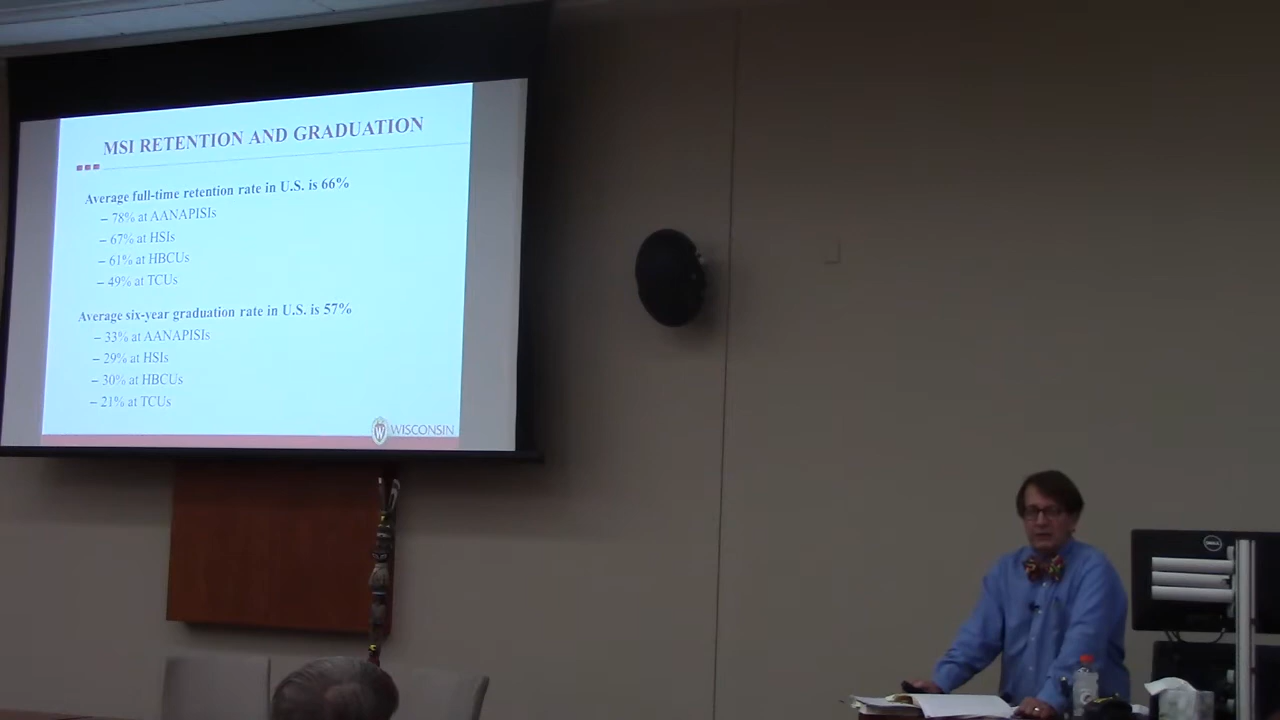 MSI RETENTION AND GRADUATION
Average full-time retention rate in U.S. is 66%
– 78% at AANAPISIs
– 67% at HSIs
– 61% at HBCUs
– 49% at TCUs
Average six-year graduation rate in U.S. is 57%
– 33% at AANAPISIs
– 29% at HSIs
– 30% at HBCUs
– 21% at TCUs
W WISCONSIN
DELL